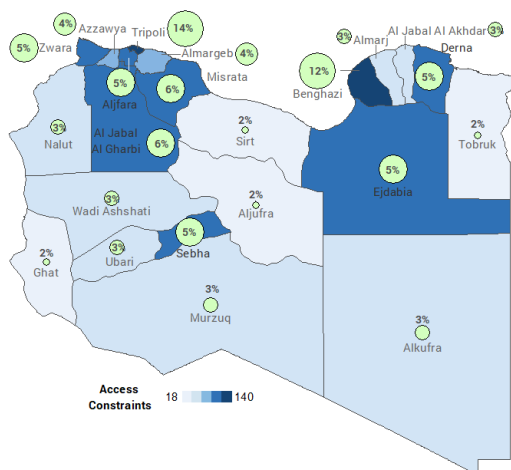 4%
Azzawya
Tripoli
14%
5%
Zwara
Almargeb
4%
Misrata
3%
Almarj
Al Jabal Al Akhdar
3%
Derna
12%
Benghazi
5%
5%
Aljfara
6%
3%
Nalut
Al Jabal
Al Gharbi
6%
2%
Sirt
2%
Tobruk
5%
Ejdabia
3%
Wadi Ashshati
2%
Aljufra
2%
Ghat
3%
Ubari
5%
Sebha
3%
Murzuq
3%
Alkufra
Access
Constraints
18
140